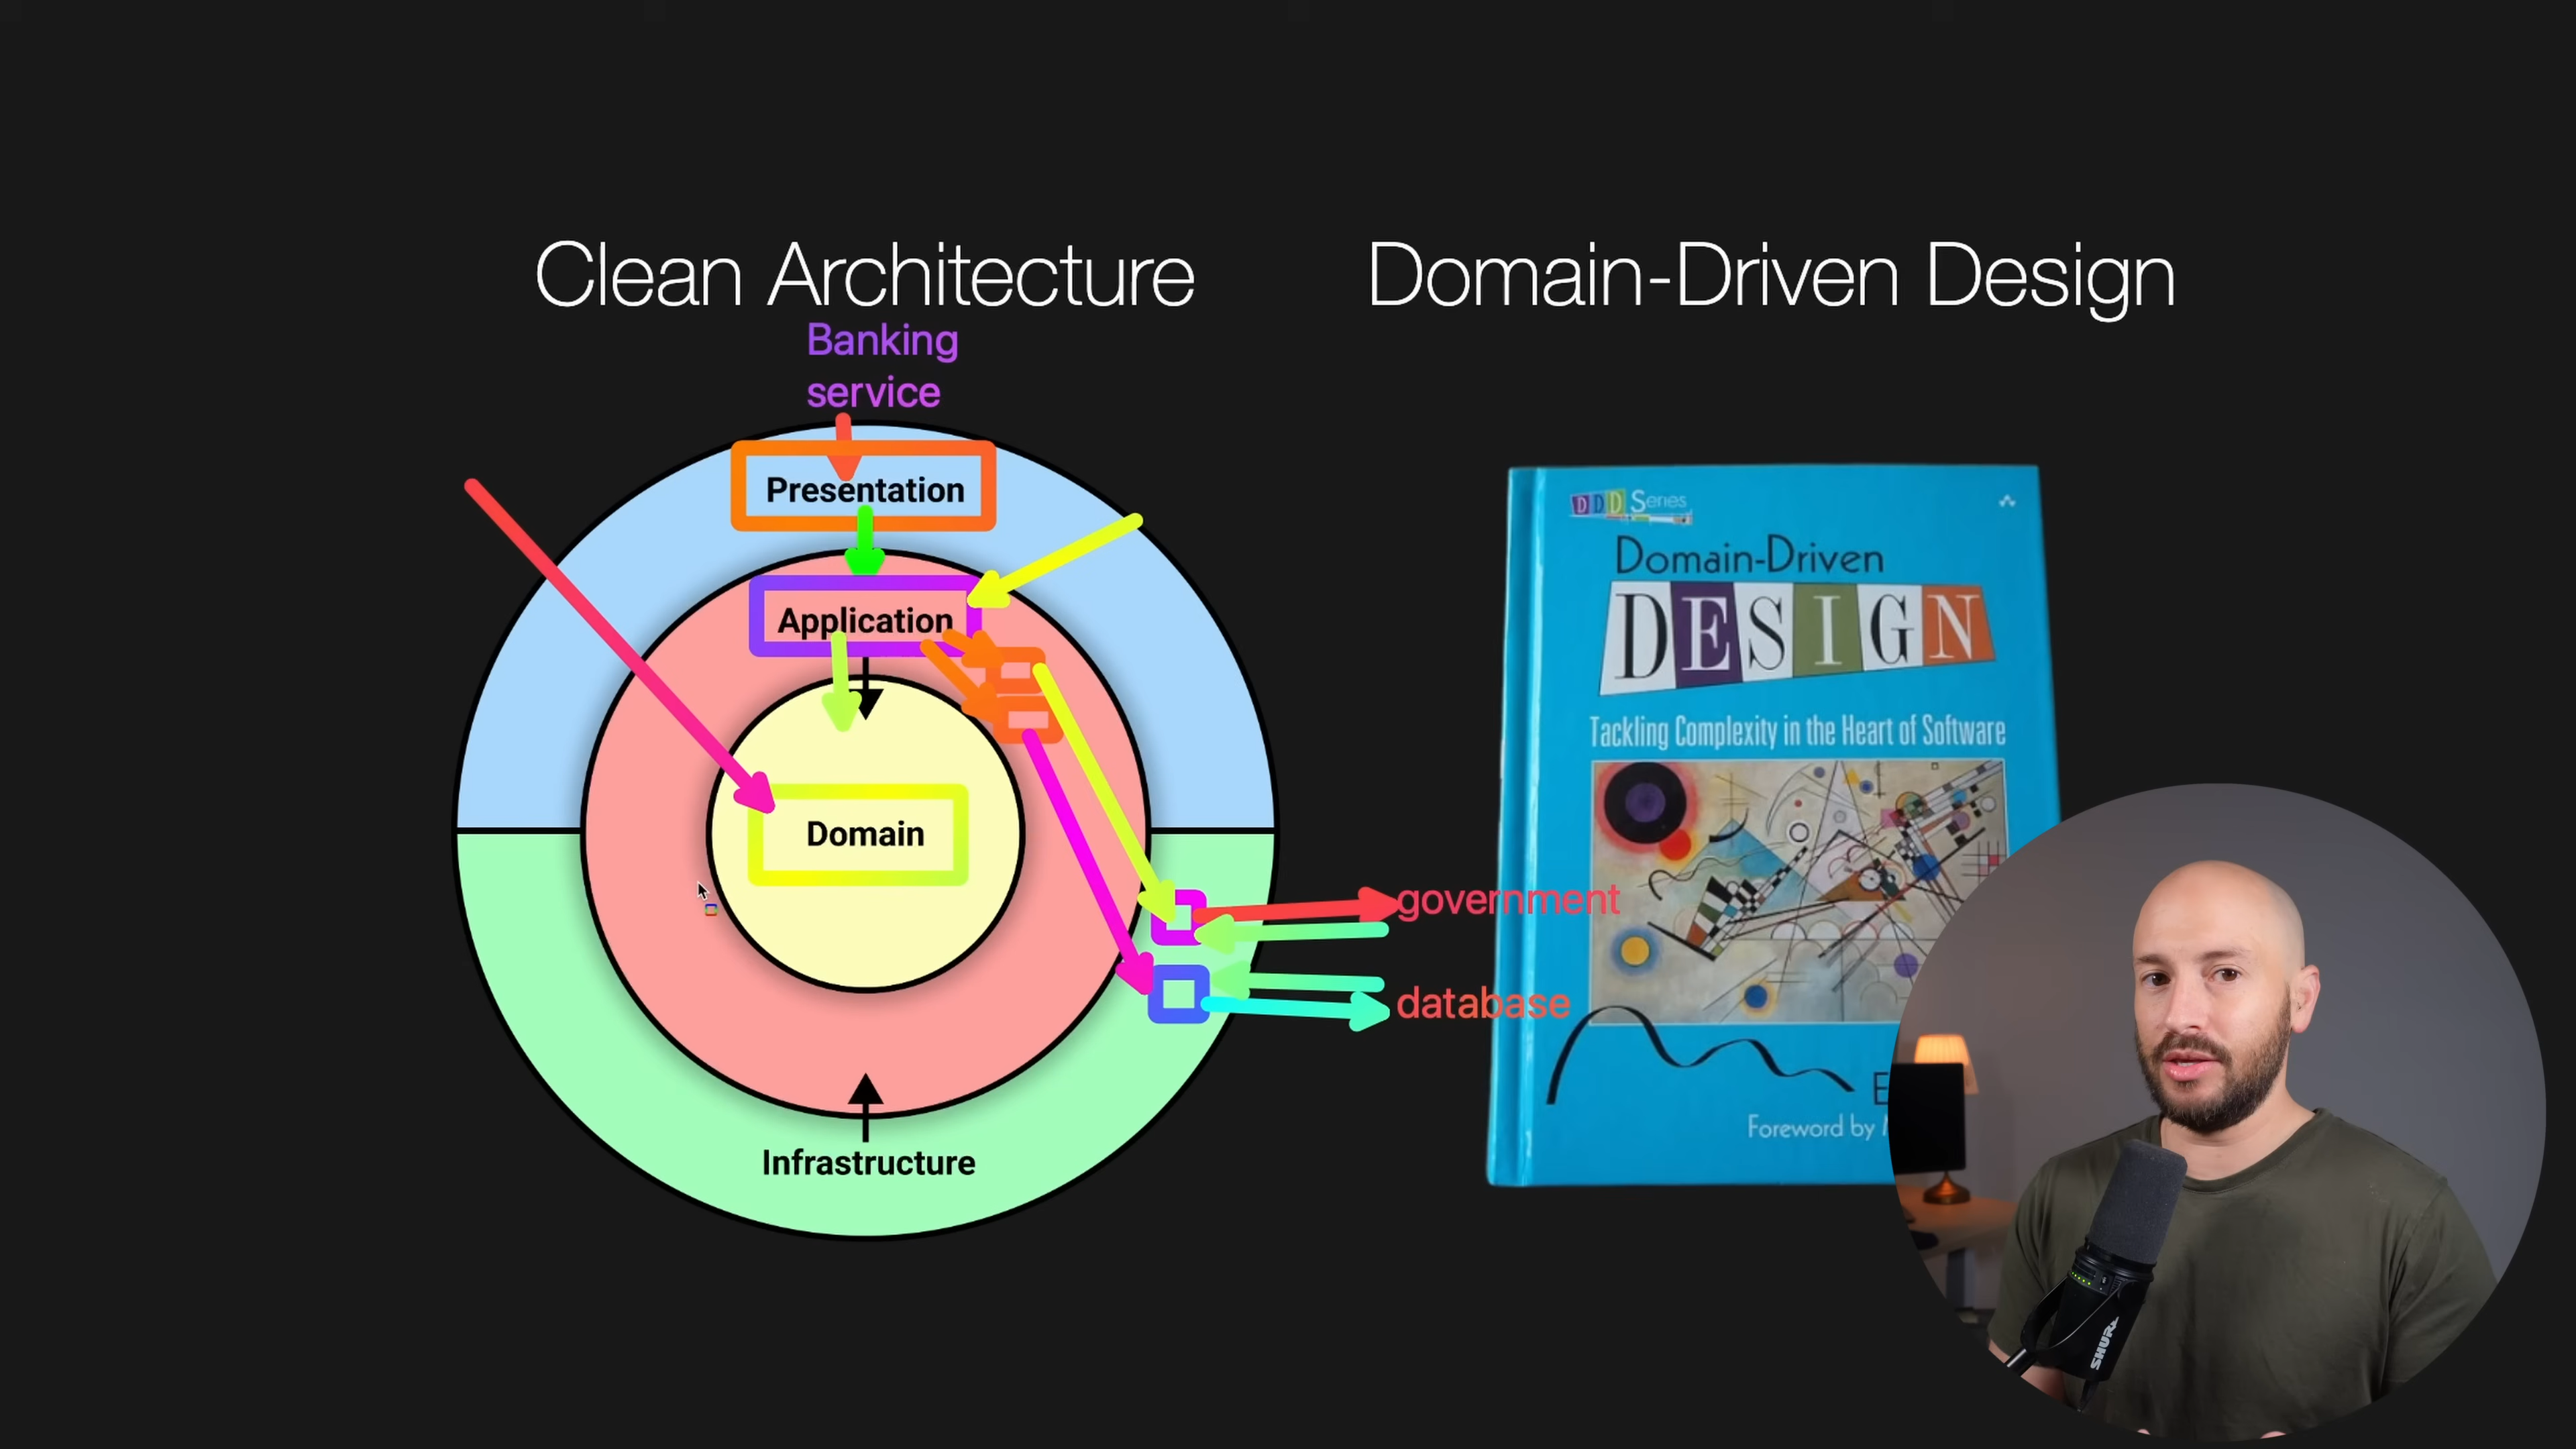 Clean Architecture
Domain-Driven Design
Banking
service
Presentation
Application
Domain
Infrastructure
government
database
DDD Series
Domain-Driven
DESIGN
Tackling Complexity in the Heart of Software
E
Foreword by
SHURE